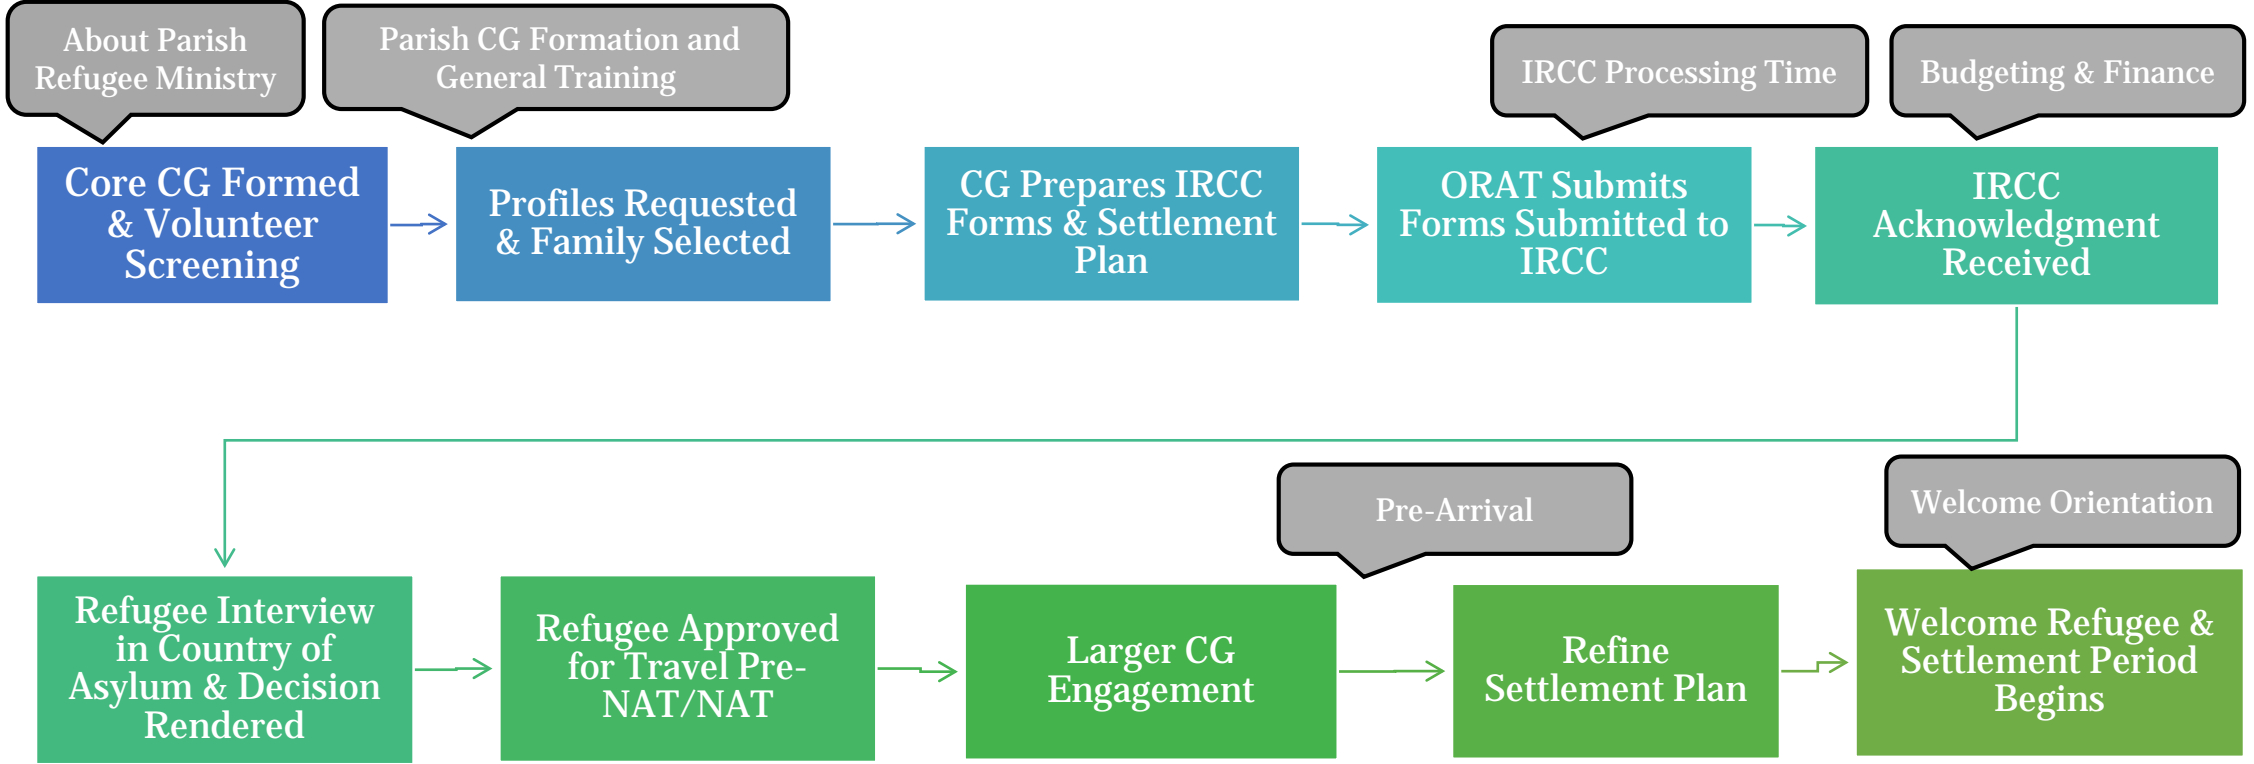 About Parish
Refugee Ministry
Parish CG Formation and
General Training
IRCC Processing Time
Budgeting & Finance
Core CG Formed
& Volunteer
Screening
Profiles Requested
& Family Selected
CG Prepares IRCC
Forms & Settlement
Plan
ORAT Submits
Forms Submitted to
IRCC
IRCC
Acknowledgment
Received
Pre-Arrival
Welcome Orientation
Refugee Interview
in Country of
Asylum & Decision
Rendered
Refugee Approved
for Travel Pre-
NAT/NAT
Larger CG
Engagement
Refine
Settlement Plan
Welcome Refugee &
Settlement Period
Begins